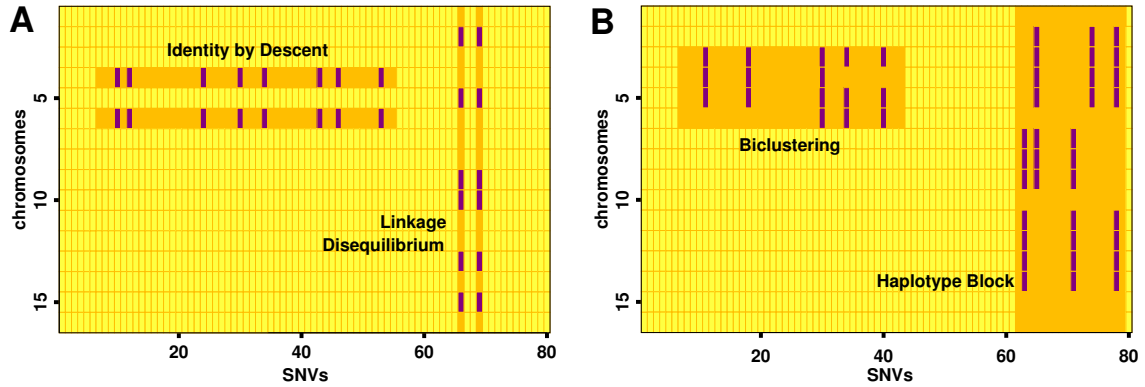 A
Identity by Descent
Linkage
Disequilibrium
chromosomes
5
10
15
20
40
60
80
SNVs
B
Biclustering
Haplotype Block
chromosomes
5
10
15
20
40
60
80
SNVs